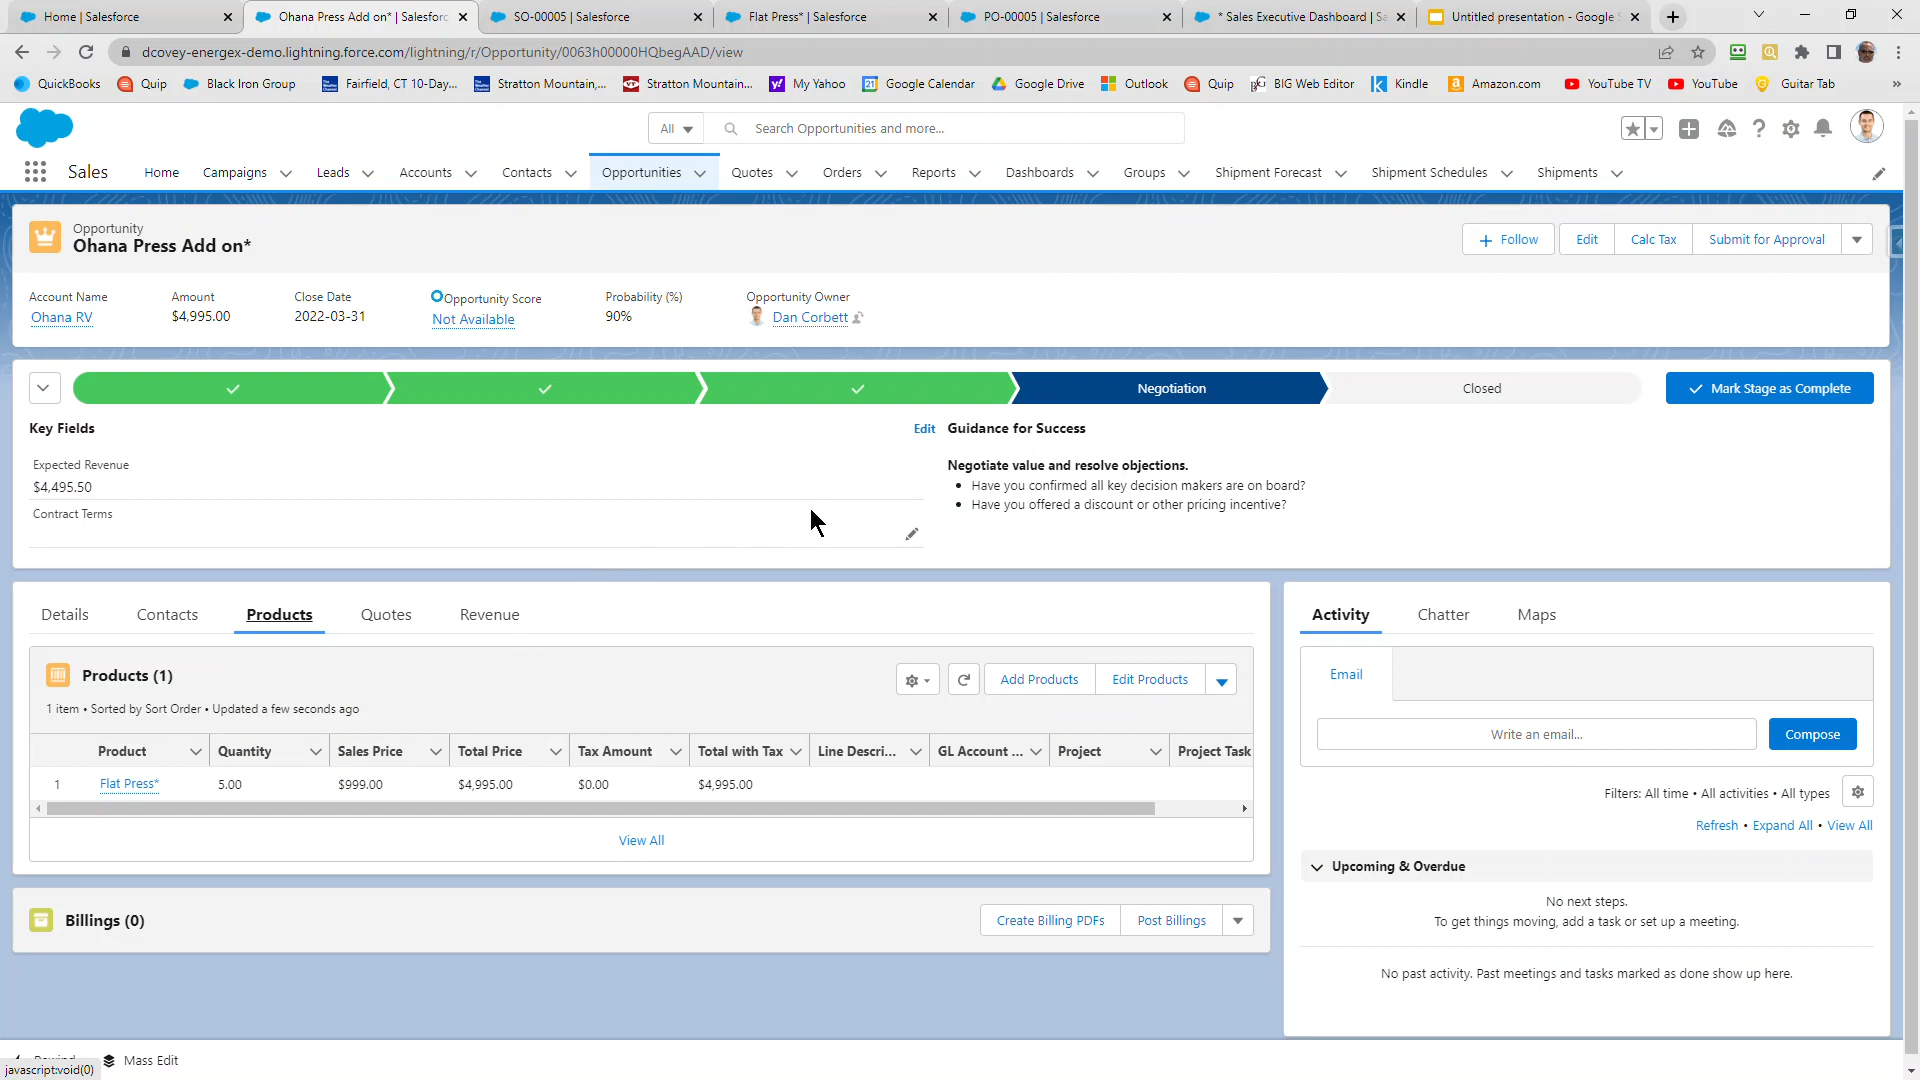 Home | Salesforce
Ohana Press Add on* | Salesforc
SO-00005 | Salesforce
Flat Press* | Salesforce
PO-00005 | Salesforce
* Sales Executive Dashboard | Sa
Untitled presentation - Google S
dcovey-energex-demo.lightning.force.com/lightning/r/Opportunity/0063h00000HQbegAAD/view
QuickBooks
Quip
Black Iron Group
Fairfield, CT 10-Day...
Stratton Mountain,...
Stratton Mountain...
My Yahoo
Google Calendar
Google Drive
Outlook
Quip
BIG Web Editor
Kindle
Amazon.com
YouTube TV
YouTube
Guitar Tab
»
All
Search Opportunities and more...
Sales
Home
Campaigns
Leads
Accounts
Contacts
Opportunities
Quotes
Orders
Reports
Dashboards
Groups
Shipment Forecast
Shipment Schedules
Shipments
Opportunity
Ohana Press Add on*
Follow
Edit
Calc Tax
Submit for Approval
Account Name
Ohana RV
Amount
$4,995.00
Close Date
2022-03-31
Opportunity Score
Not Available
Probability (%)
90%
Opportunity Owner
Dan Corbett
Negotiation
Closed
Mark Stage as Complete
Key Fields
Edit
Expected Revenue
$4,495.50
Contract Terms
Guidance for Success
Negotiate value and resolve objections.
• Have you confirmed all key decision makers are on board?
• Have you offered a discount or other pricing incentive?
Details
Contacts
Products
Quotes
Revenue
Products (1)
Add Products
Edit Products
1 item • Sorted by Sort Order • Updated a few seconds ago
Product
Quantity
Sales Price
Total Price
Tax Amount
Total with Tax
Line Descri...
GL Account ...
Project
Project Task
1
Flat Press*
5.00
$999.00
$4,995.00
$0.00
$4,995.00
View All
Billings (0)
Create Billing PDFs
Post Billings
Activity
Chatter
Maps
Email
Write an email...
Compose
Filters: All time • All activities • All types
Refresh • Expand All • View All
Upcoming & Overdue
No next steps.
To get things moving, add a task or set up a meeting.
No past activity. Past meetings and tasks marked as done show up here.
Mass Edit
javascript:void(0)